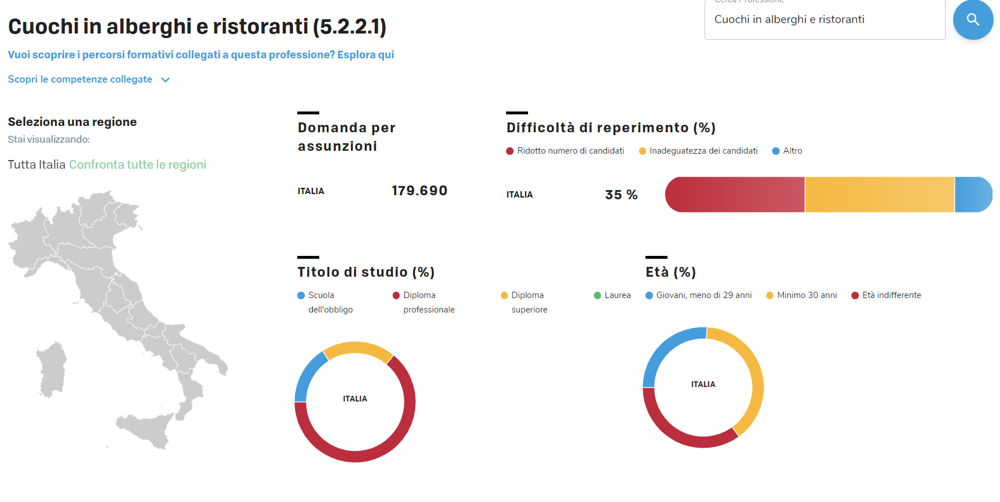 Cerca Professione
Cuochi in alberghi e ristoranti
Cuochi in alberghi e ristoranti (5.2.2.1)
Vuoi scoprire i percorsi formativi collegati a questa professione? Esplora qui
Scopri le competenze collegate
Seleziona una regione
Stai visualizzando:
Tutta Italia Confronta tutte le regioni
Domanda per
assunzioni
ITALIA 179.690
Difficoltà di reperimento (%)
Ridotto numero di candidati Inadeguatezza dei candidati Altro
ITALIA 35 %
Titolo di studio (%)
Scuola
dell'obbligo
Diploma
professionale
Diploma
superiore
Laurea
ITALIA
Età (%)
Giovani, meno di 29 anni Minimo 30 anni Età indifferente
ITALIA